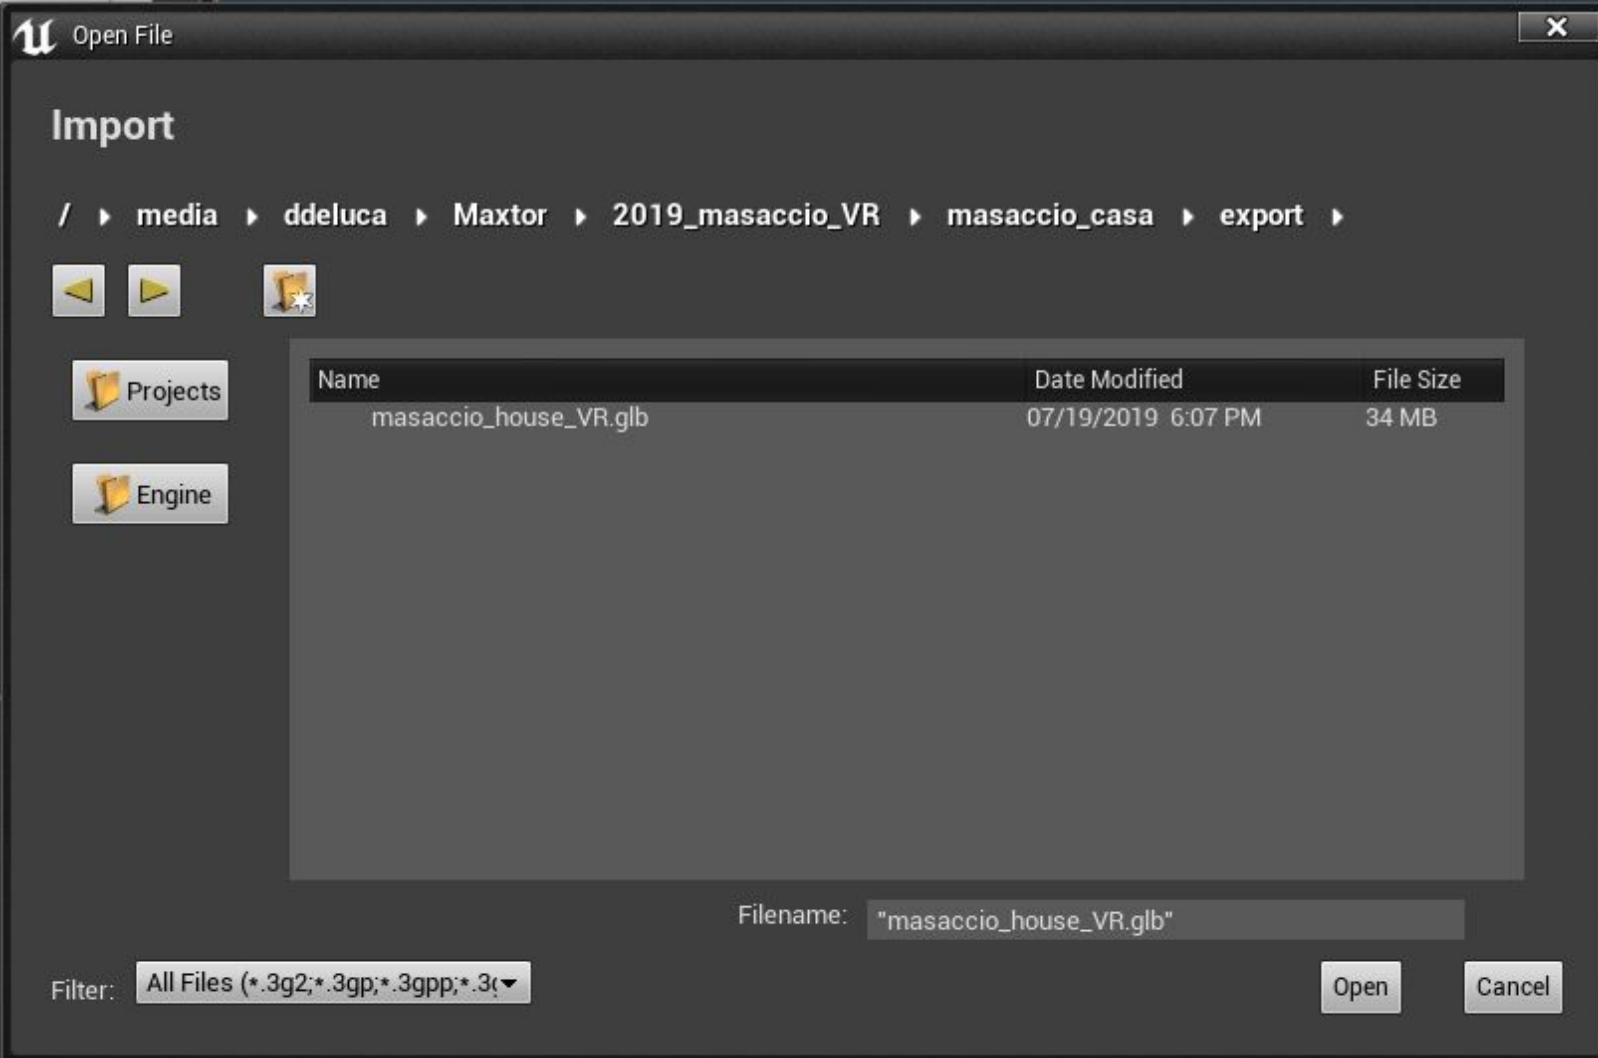 Open File
Import
/ media ddeluca Maxtor 2019_masaccio_VR masaccio_casa export
Projects
Engine
Name Date Modified File Size
masaccio_house_VR.glb 07/19/2019 6:07 PM 34 MB
Filename: "masaccio_house_VR.glb"
Filter: All Files (*.3g2;*.3gp;*.3gpp;*.3
Open Cancel